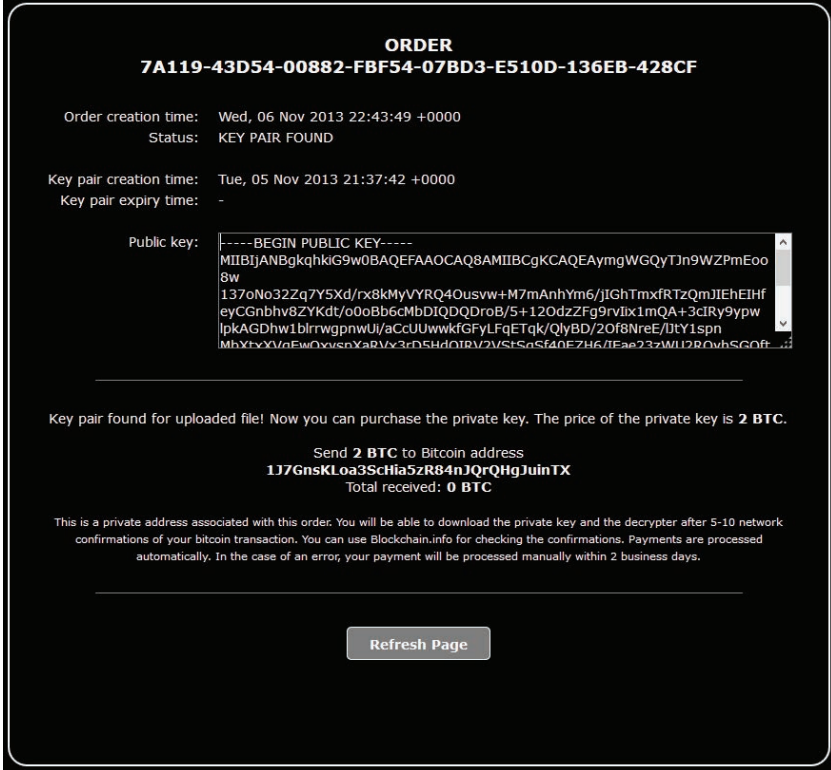 ORDER
7A119-43D54-00882-FBF54-07BD3-E510D-136EB-428CF
Order creation time: Wed, 06 Nov 2013 22:43:49 +0000
Status: KEY PAIR FOUND
Key pair creation time: Tue, 05 Nov 2013 21:37:42 +0000
Key pair expiry time: -
Public key: -----BEGIN PUBLIC KEY-----
MIIBIjANBgkqhkiG9w0BAQEFAAOCAQ8AMIIBCgKCAQEAymgWGQyTJn9WZPmEoo
8w
137oNo32Zq7Y5Xd/rx8kMyVYRQ4Ousvw+M7mAnhYm6/jIGhTmxfRTzQmJIEhEIHf
eyCGnbhv8ZYKdt/o0oBb6cMbDIQDQDroB/5+12OdzZFg9rvIix1mQA+3cIRy9ypw
lpkAGDhw1blrrwgpnwUi/aCcUUwwkfGFyLFqETqk/QlyBD/2Of8NreE/lJtY1spn
Key pair found for uploaded file! Now you can purchase the private key. The price of the private key is 2 BTC.
Send 2 BTC to Bitcoin address
1J7GnsKLoa3ScHia5zR84nJQrQHgJuinTX
Total received: 0 BTC
This is a private address associated with this order. You will be able to download the private key and the decrypter after 5-10 network
confirmations of your bitcoin transaction. You can use Blockchain.info for checking the confirmations. Payments are processed
automatically. In the case of an error, your payment will be processed manually within 2 business days.
Refresh Page